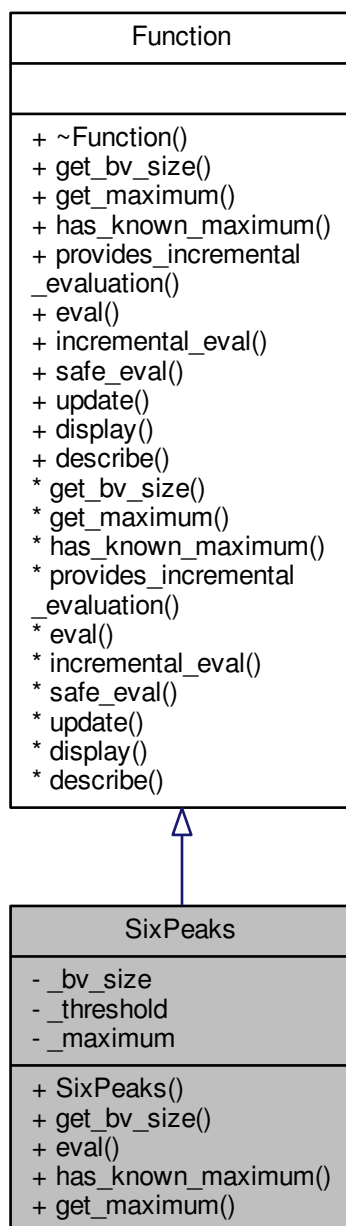 Function
+ ~Function()
+ get_bv_size()
+ get_maximum()
+ has_known_maximum()
+ provides_incremental
_evaluation()
+ eval()
+ incremental_eval()
+ safe_eval()
+ update()
+ display()
+ describe()
* get_bv_size()
* get_maximum()
* has_known_maximum()
* provides_incremental
_evaluation()
* eval()
* incremental_eval()
* safe_eval()
* update()
* display()
* describe()
SixPeaks
- _bv_size
- _threshold
- _maximum
+ SixPeaks()
+ get_bv_size()
+ eval()
+ has_known_maximum()
+ get_maximum()